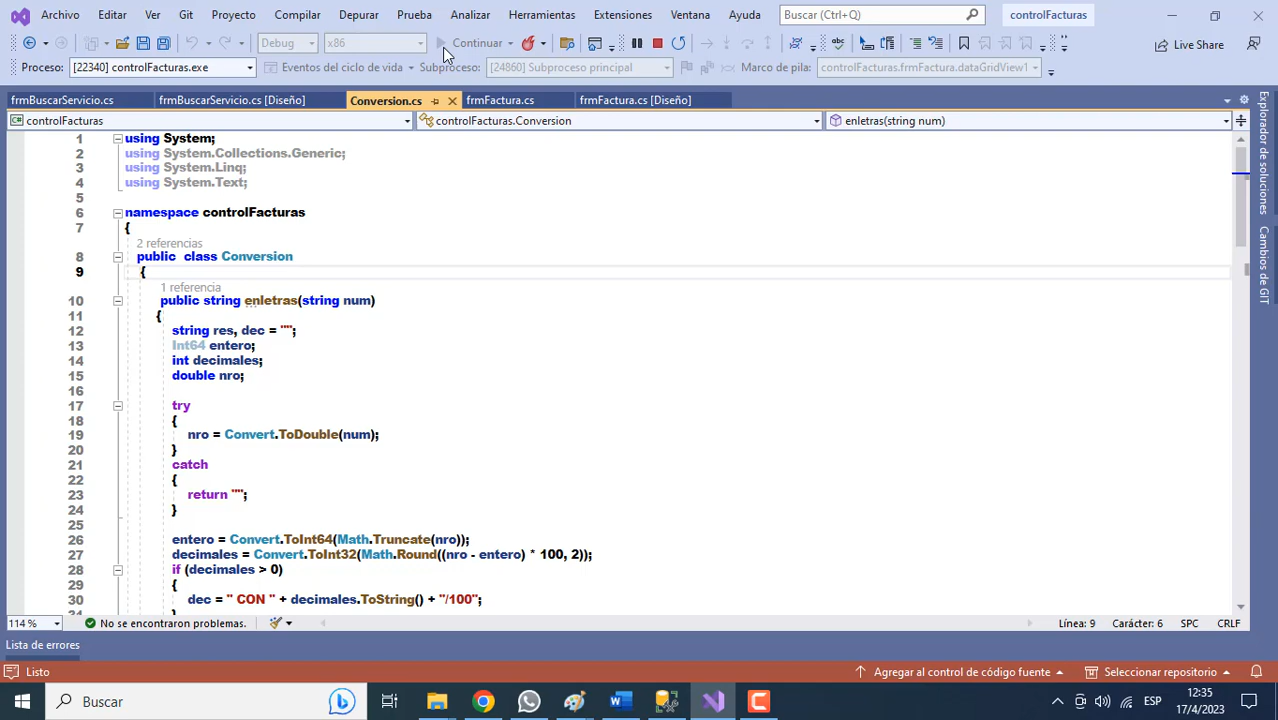 Archivo Editar Ver Git Proyecto Compilar Depurar Prueba Analizar Herramientas Extensiones Ventana Ayuda Buscar (Ctrl+Q) controlFacturas
Debug x86 Continuar Live Share
Proceso: [22340] controlFacturas.exe Eventos del ciclo de vida Subproceso: [24860] Subproceso principal Marco de pila: controlFacturas.frmFactura.dataGridView1
frmBuscarServicio.cs frmBuscarServicio.cs [Diseño] Conversion.cs frmFactura.cs frmFactura.cs [Diseño]
controlFacturas controlFacturas.Conversion enletras(string num)
Explorador de soluciones
Cambios de GIT
1 using System;
2 using System.Collections.Generic;
3 using System.Linq;
4 using System.Text;
5
6 namespace controlFacturas
7 {
2 referencias
8 public class Conversion
9 {
1 referencia
10 public string enletras(string num)
11 {
12 string res, dec = "";
13 Int64 entero;
14 int decimales;
15 double nro;
16
17 try
18 {
19 nro = Convert.ToDouble(num);
20 }
21 catch
22 {
23 return "";
24 }
25
26 entero = Convert.ToInt64(Math.Truncate(nro));
27 decimales = Convert.ToInt32(Math.Round((nro - entero) * 100, 2));
28 if (decimales > 0)
29 {
30 dec = " CON " + decimales.ToString() + "/100";
114 % No se encontraron problemas. Línea: 9 Carácter: 6 SPC CRLF
Lista de errores
Listo Agregar al control de código fuente Seleccionar repositorio
Buscar ESP 12:35
17/4/2023